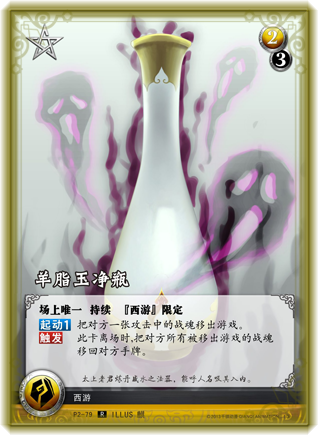 2
3
羊脂玉净瓶
场上唯一 持续 『西游』限定
起动1 把对方一张攻击中的战魂移出游戏。
触发 此卡离场时,把对方所有被移出游戏的战魂
移回对方手牌。
太上老君炼丹盛水之法器,能呼人名吸其入内。
西游
P2-79 R ILLUS